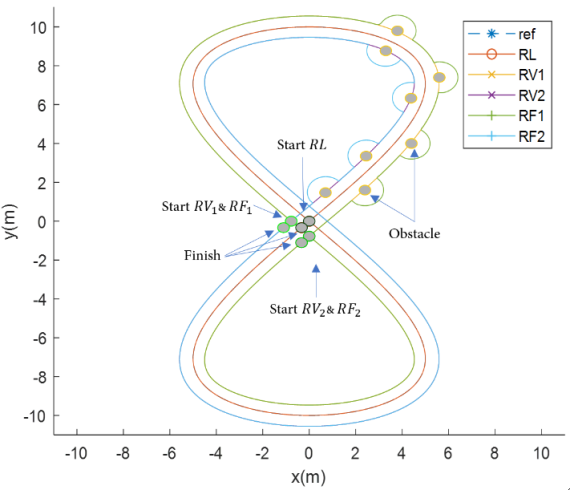 10
8
6
4
2
0
-2
-4
-6
-8
-10
y(m)
-10 -8 -6 -4 -2 0 2 4 6 8 10
x(m)
ref
RL
RV1
RV2
RF1
RF2
Start RL
Start RV₁& RF₁
Obstacle
Finish
Start RV₂& RF₂